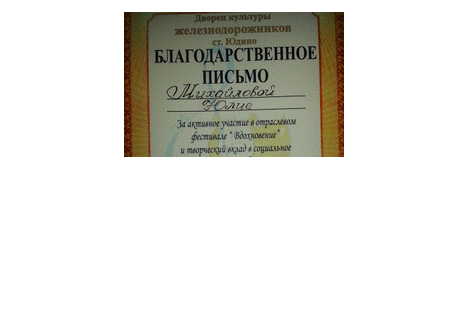 Дворец культуры
железнодорожников
ст. Юдино
БЛАГОДАРСТВЕННОЕ
ПИСЬМО
Михайловой
Юлие
За активное участие в отраслевом
фестивале "Вдохновение"
и творческий вклад в социальное